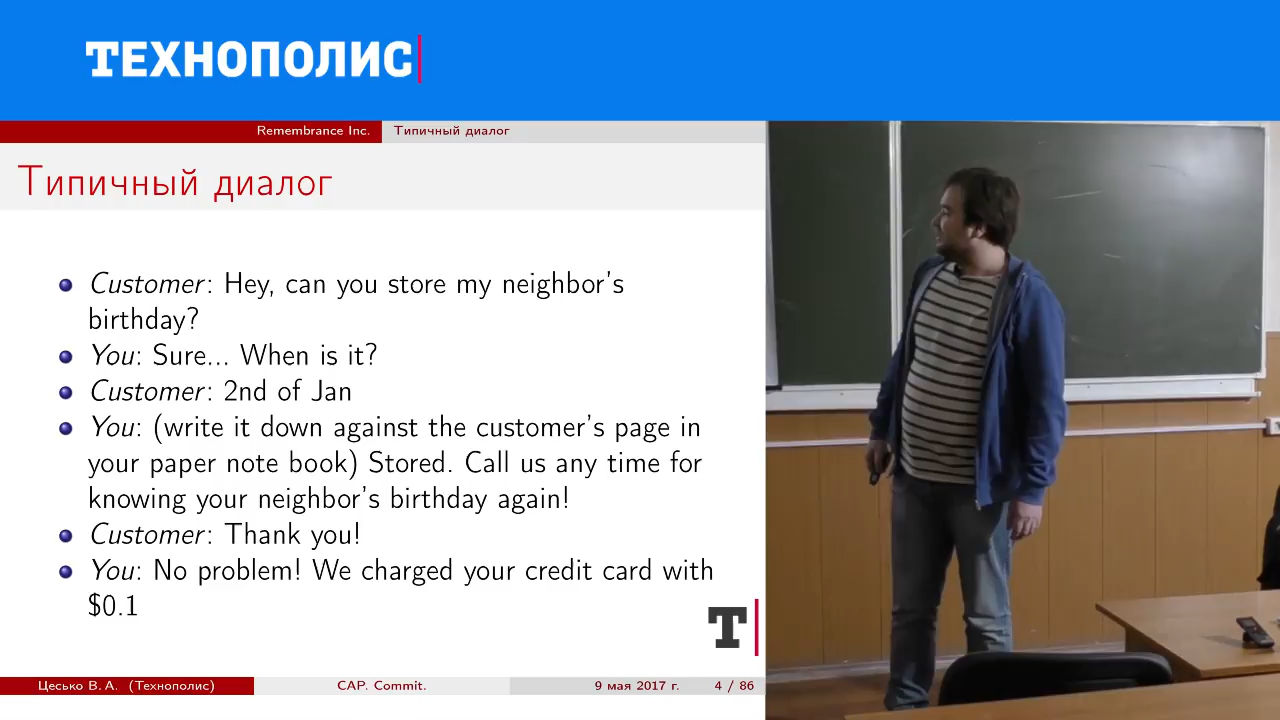 ТЕХНОПОЛИС
Remembrance Inc. Типичный диалог
Типичный диалог
Customer: Hey, can you store my neighbor's
birthday?
You: Sure... When is it?
Customer: 2nd of Jan
You: (write it down against the customer's page in
your paper note book) Stored. Call us any time for
knowing your neighbor's birthday again!
Customer: Thank you!
You: No problem! We charged your credit card with
$0.1
Т
Цесько В. А. (Технополис) CAP. Commit. 9 мая 2017 г. 4 / 86